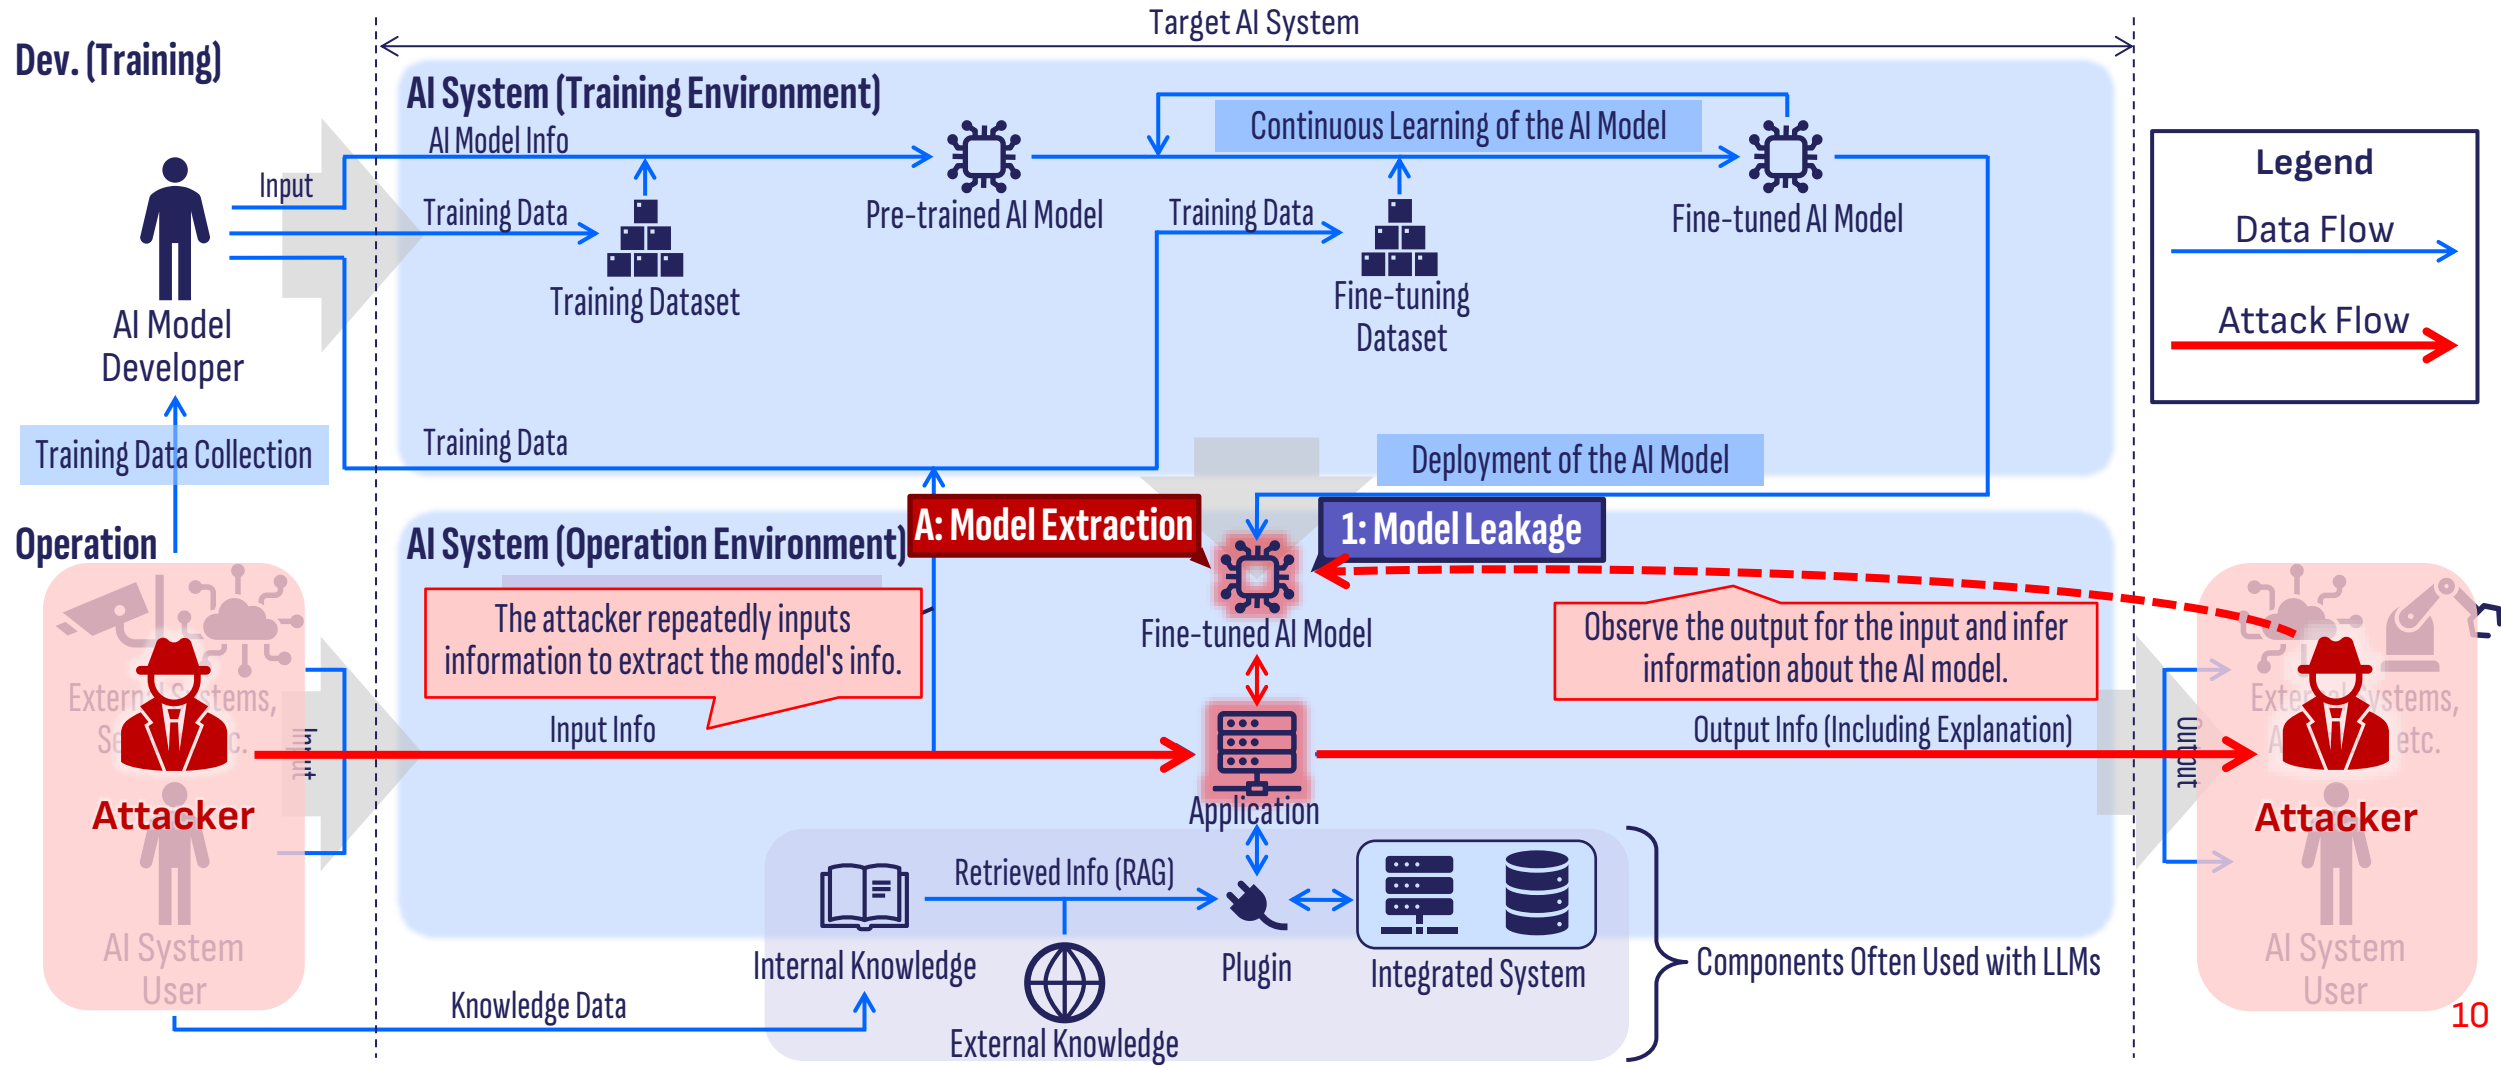 Target AI System
Dev. (Training)
AI System (Training Environment)
AI Model Info
Continuous Learning of the AI Model
Input
Training Data
Pre-trained AI Model
Training Data
Fine-tuned AI Model
Training Dataset
Fine-tuning
Dataset
AI Model
Developer
Legend
Data Flow
Attack Flow
Training Data Collection
Training Data
Deployment of the AI Model
Operation
AI System (Operation Environment)
A: Model Extraction
1: Model Leakage
The attacker repeatedly inputs
information to extract the model's info.
Fine-tuned AI Model
Observe the output for the input and infer
information about the AI model.
External Systems,
etc.
Input
Input Info
Output Info (Including Explanation)
Output
External Systems,
etc.
Attacker
Application
Attacker
AI System
User
Retrieved Info (RAG)
Internal Knowledge
Plugin
Integrated System
Components Often Used with LLMs
AI System
User
Knowledge Data
External Knowledge
10